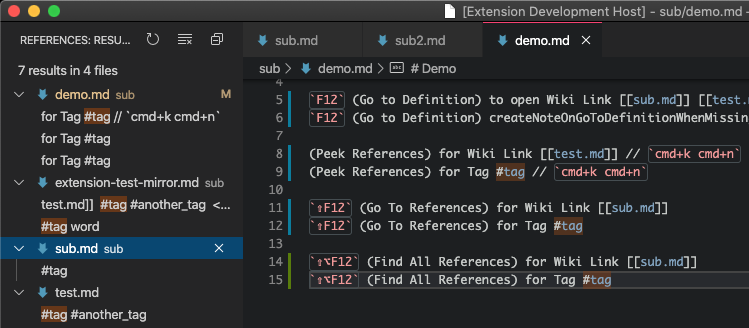 [Extension Development Host] - sub/demo.md -
REFERENCES: RESU...
7 results in 4 files
demo.md sub M
for Tag #tag // `cmd+k cmd+n`
for Tag #tag
for Tag #tag
extension-test-mirror.md sub
test.md]] #tag #another_tag <...
#tag word
sub.md sub
#tag
test.md
#tag #another_tag
sub.md
sub2.md
demo.md
sub > demo.md > # Demo
4
5 `F12` (Go to Definition) to open Wiki Link [[sub.md]] [[test.m
6 `F12` (Go to Definition) createNoteOnGoToDefinitionWhenMissin
7
8 (Peek References) for Wiki Link [[test.md]] // `cmd+k cmd+n`
9 (Peek References) for Tag #tag // `cmd+k cmd+n`
10
11 `⇧F12` (Go To References) for Wiki Link [[sub.md]]
12 `⇧F12` (Go To References) for Tag #tag
13
14 `⇧⌥F12` (Find All References) for Wiki Link [[sub.md]]
15 `⇧⌥F12` (Find All References) for Tag #tag